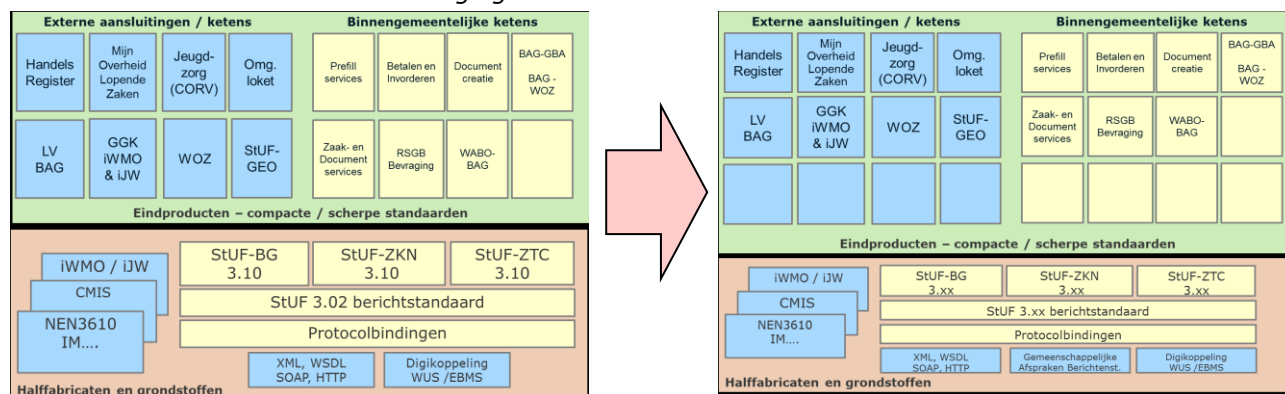 Externe aansluitingen / ketens
Binnengemeentelijke ketens
Handels
Register
Mijn
Overheid
Lopende
Zaken
Jeugd-
zorg
(CORV)
Omg.
loket
Prefill
services
Betalen en
Invorderen
Document
creatie
BAG-GBA
BAG -
WOZ
LV
BAG
GGK
iWMO
& iJW
WOZ
StUF-
GEO
Zaak- en
Document
services
RSGB
Bevraging
WABO-
BAG
Eindproducten – compacte / scherpe standaarden
iWMO / iJW
CMIS
NEN3610
IM....
StUF-BG
3.10
StUF-ZKN
3.10
StUF-ZTC
3.10
StUF 3.02 berichtstandaard
Protocolbindingen
XML, WSDL
SOAP, HTTP
Digikoppeling
WUS /EBMS
Halffabricaten en grondstoffen
Externe aansluitingen / ketens
Binnengemeentelijke ketens
Handels
Register
Mijn
Overheid
Lopende
Zaken
Jeugd-
zorg
(CORV)
Omg.
loket
Prefill
services
Betalen en
Invorderen
Document
creatie
BAG-GBA
BAG -
WOZ
LV
BAG
GGK
iWMO
& iJW
WOZ
StUF-
GEO
Zaak- en
Document
services
RSGB
Bevraging
WABO-
BAG
Eindproducten – compacte / scherpe standaarden
iWMO / iJW
CMIS
NEN3610
IM....
StUF-BG
3.xx
StUF-ZKN
3.xx
StUF-ZTC
3.xx
StUF 3.xx berichtstandaard
Protocolbindingen
XML, WSDL
SOAP, HTTP
Gemeenschappelijke
Afspraken Berichtenst.
Digikoppeling
WUS /EBMS
Halffabricaten en grondstoffen